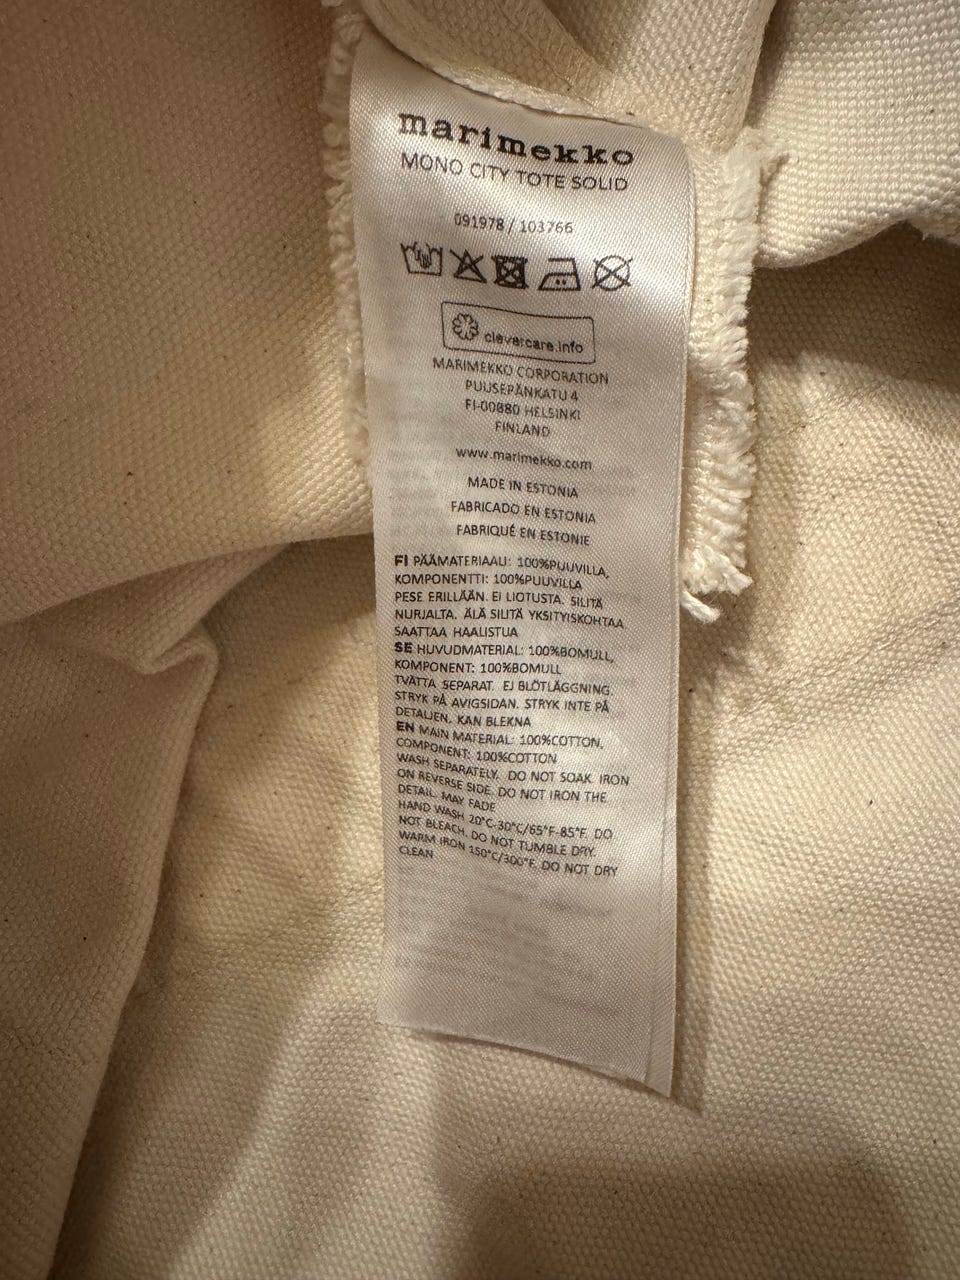 marimekko
MONO CITY TOTE SOLID
091978 / 103766
clevercare.info
MARIMEKKO CORPORATION
PUUSEPÄNKATU 4
FI-00880 HELSINKI
FINLAND
www.marimekko.com
MADE IN ESTONIA
FABRICADO EN ESTONIA
FABRIQUÉ EN ESTONIE
FI PÄÄMATERIAALI: 100%PUUVILLA,
KOMPONENTTI: 100%PUUVILLA
PESE ERILLÄÄN. EI LIOTUSTA. SILITÄ
NURJALTA. ÄLÄ SILITÄ YKSITYISKOHTAA.
SAATTAA HAALISTUA
SE HUVUDMATERIAL: 100%BOMULL,
KOMPONENT: 100%BOMULL
TVÄTTA SEPARAT. EJ BLÖTLÄGGNING.
STRYK PÅ AVIGSIDAN. STRYK INTE PÅ
DETALJEN. KAN BLEKNA
EN MAIN MATERIAL: 100%COTTON,
COMPONENT: 100%COTTON
WASH SEPARATELY. DO NOT SOAK. IRON
ON REVERSE SIDE. DO NOT IRON THE
DETAIL. MAY FADE
HAND WASH 20°C-30°C/65°F-85°F. DO
NOT BLEACH. DO NOT TUMBLE DRY.
WARM IRON 150°C/300°F. DO NOT DRY
CLEAN